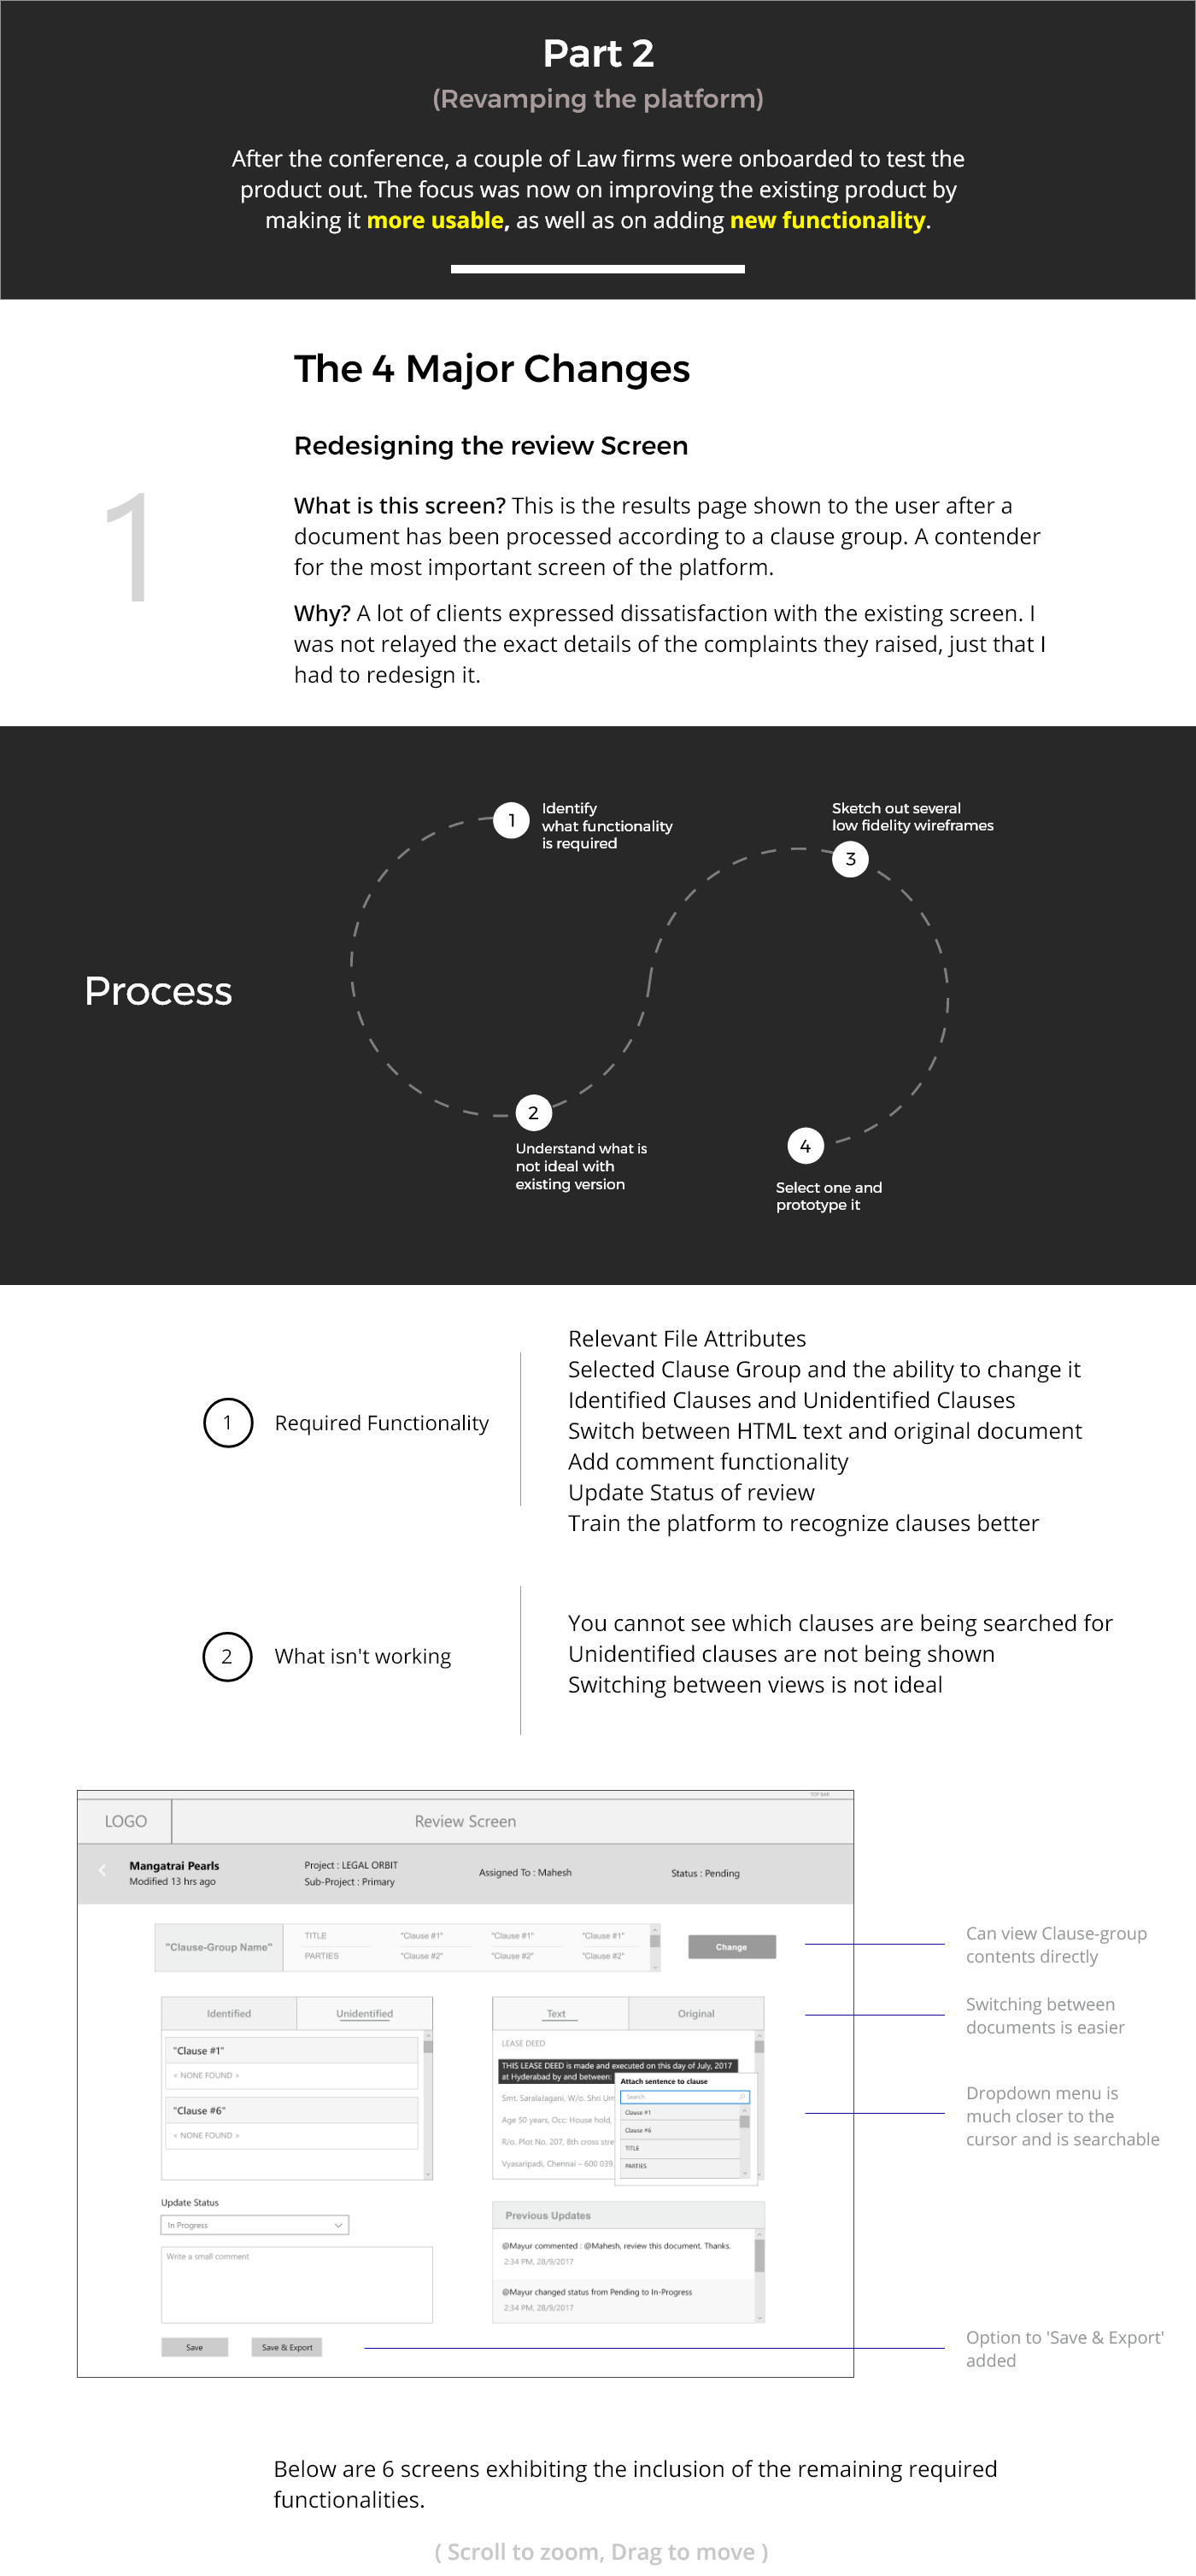 Part 2
(Revamping the platform)
After the conference, a couple of Law firms were onboarded to test the
product out. The focus was now on improving the existing product by
making it more usable, as well as on adding new functionality.
The 4 Major Changes
Redesigning the review Screen
1
What is this screen? This is the results page shown to the user after a
document has been processed according to a clause group. A contender
for the most important screen of the platform.
Why? A lot of clients expressed dissatisfaction with the existing screen. I
was not relayed the exact details of the complaints they raised, just that I
had to redesign it.
Process
1
Identify
what functionality
is required
2
Understand what is
not ideal with
existing version
3
Sketch out several
low fidelity wireframes
4
Select one and
prototype it
1
Required Functionality
Relevant File Attributes
Selected Clause Group and the ability to change it
Identified Clauses and Unidentified Clauses
Switch between HTML text and original document
Add comment functionality
Update Status of review
Train the platform to recognize clauses better
2
What isn't working
You cannot see which clauses are being searched for
Unidentified clauses are not being shown
Switching between views is not ideal
TOP BAR
LOGO
Review Screen
Mangatrai Pearls
Modified 13 hrs ago
Project : LEGAL ORBIT
Sub-Project : Primary
Assigned To : Mahesh
Status : Pending
"Clause-Group Name"
TITLE "Clause #1" "Clause #1" "Clause #1"
PARTIES "Clause #2" "Clause #2" "Clause #2"
Change
Can view Clause-group
contents directly
Identified
Unidentified
"Clause #1"
< NONE FOUND >
"Clause #6"
< NONE FOUND >
Text
Original
LEASE DEED
THIS LEASE DEED is made and executed on this day of July, 2017
at Hyderabad by and between:
Smt. SaralaJagani, W/o. Shri Um
Age 50 years, Occ: House hold,
R/o. Plot No. 207, 8th cross stre
Vyasaripadi, Chennai – 600 039.
Attach sentence to clause
Search
Clause #1
Clause #6
TITLE
PARTIES
Switching between
documents is easier
Dropdown menu is
much closer to the
cursor and is searchable
Update Status
In Progress
Write a small comment
Save
Save & Export
Previous Updates
@Mayur commented : @Mahesh, review this document. Thanks.
2:34 PM, 28/9/2017
@Mayur changed status from Pending to In-Progress
2:34 PM, 28/9/2017
Option to 'Save & Export'
added
Below are 6 screens exhibiting the inclusion of the remaining required
functionalities.
( Scroll to zoom, Drag to move )